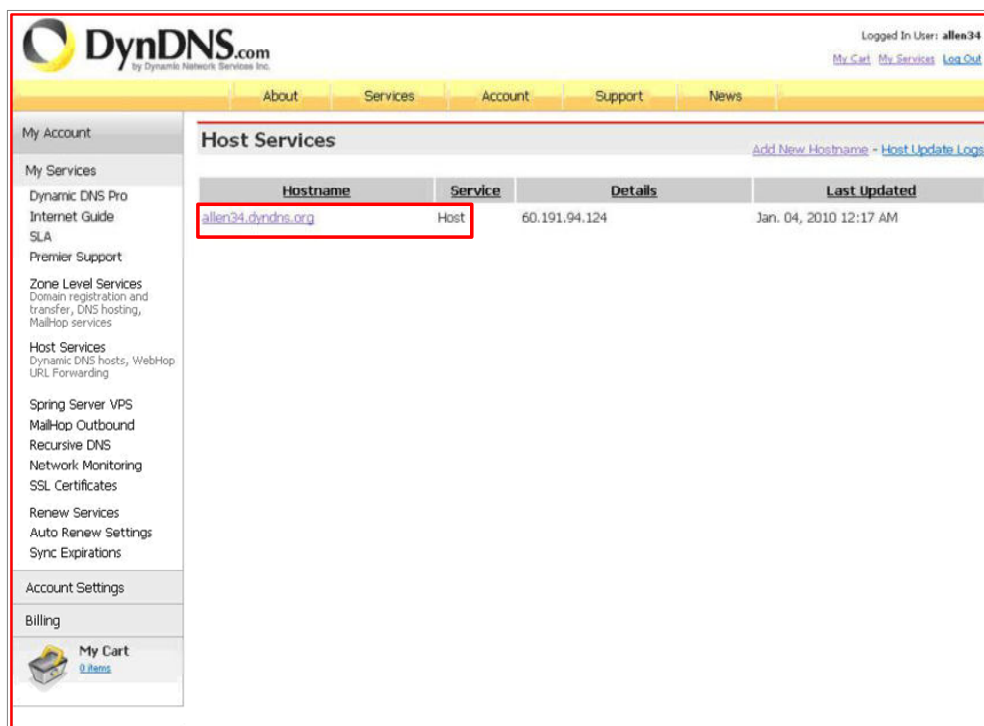 DynDNS.com
by Dynamic Network Services Inc.
Logged In User: allen34
My Cart My Services Log Out
About Services Account Support News
My Account
My Services
Dynamic DNS Pro
Internet Guide
SLA
Premier Support
Zone Level Services
Domain registration and
transfer, DNS hosting,
MailHop services
Host Services
Dynamic DNS hosts, WebHop
URL Forwarding
Spring Server VPS
MailHop Outbound
Recursive DNS
Network Monitoring
SSL Certificates
Renew Services
Auto Renew Settings
Sync Expirations
Account Settings
Billing
My Cart
0 items
Host Services
Add New Hostname - Host Update Logs
Hostname Service Details Last Updated
allen34.dyndns.org Host 60.191.94.124 Jan. 04, 2010 12:17 AM